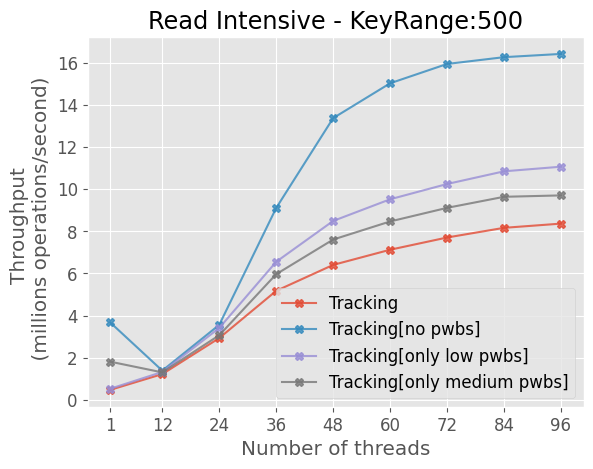 Read Intensive - KeyRange:500
Throughput
(millions operations/second)
16
14
12
10
8
6
4
2
0
Tracking
Tracking[no pwbs]
Tracking[only low pwbs]
Tracking[only medium pwbs]
1 12 24 36 48 60 72 84 96
Number of threads